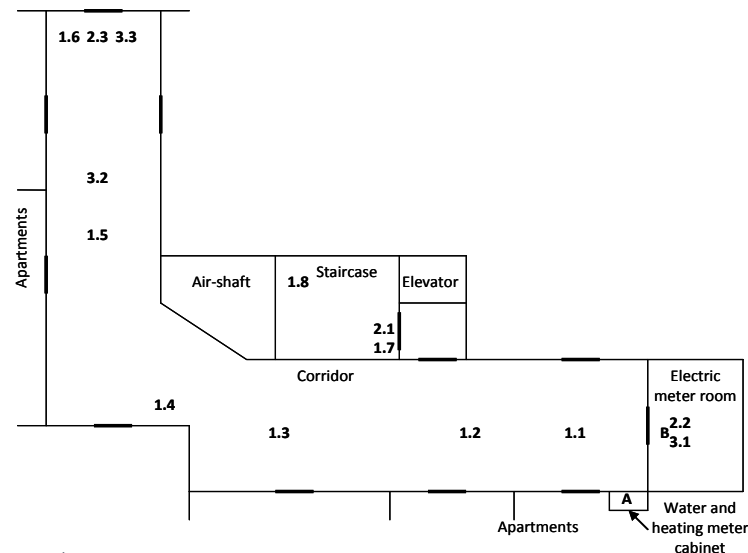 1.6 2.3 3.3
3.2
1.5
Apartments
Air-shaft
1.8
Staircase
Elevator
2.1
1.7
Corridor
Electric
meter room
1.4
1.3
1.2
1.1
B
2.2
3.1
A
Water and
heating meter
cabinet
Apartments